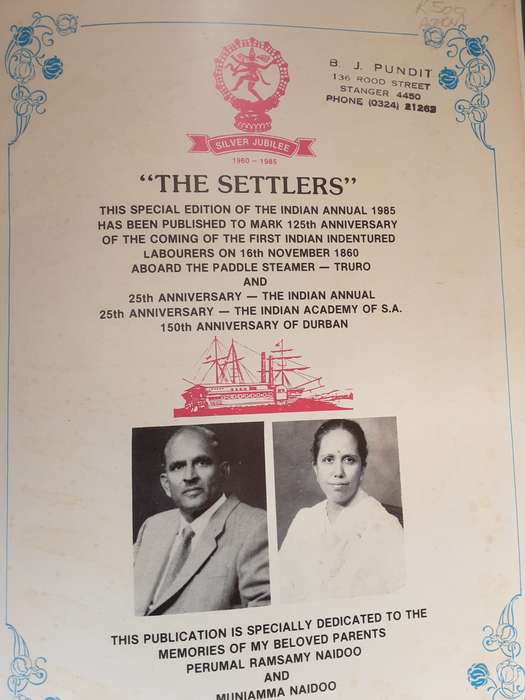 B. J. PUNDIT
136 ROOD STREET
STANGER 4450
PHONE (0324) 21263
SILVER JUBILEE
1960 – 1985
“THE SETTLERS”
THIS SPECIAL EDITION OF THE INDIAN ANNUAL 1985
HAS BEEN PUBLISHED TO MARK 125th ANNIVERSARY
OF THE COMING OF THE FIRST INDIAN INDENTURED
LABOURERS ON 16th NOVEMBER 1860
ABOARD THE PADDLE STEAMER — TRURO
AND
25th ANNIVERSARY — THE INDIAN ANNUAL
25th ANNIVERSARY — THE INDIAN ACADEMY OF S.A.
150th ANNIVERSARY OF DURBAN
THIS PUBLICATION IS SPECIALLY DEDICATED TO THE
MEMORIES OF MY BELOVED PARENTS
PERUMAL RAMSAMY NAIDOO
AND
MUNIAMMA NAIDOO